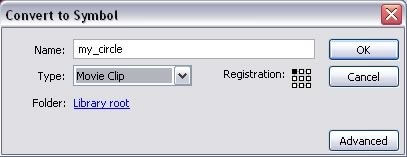 Convert to Symbol
Name: my_circle OK
Type: Movie Clip Registration: Cancel
Folder: Library root
Advanced